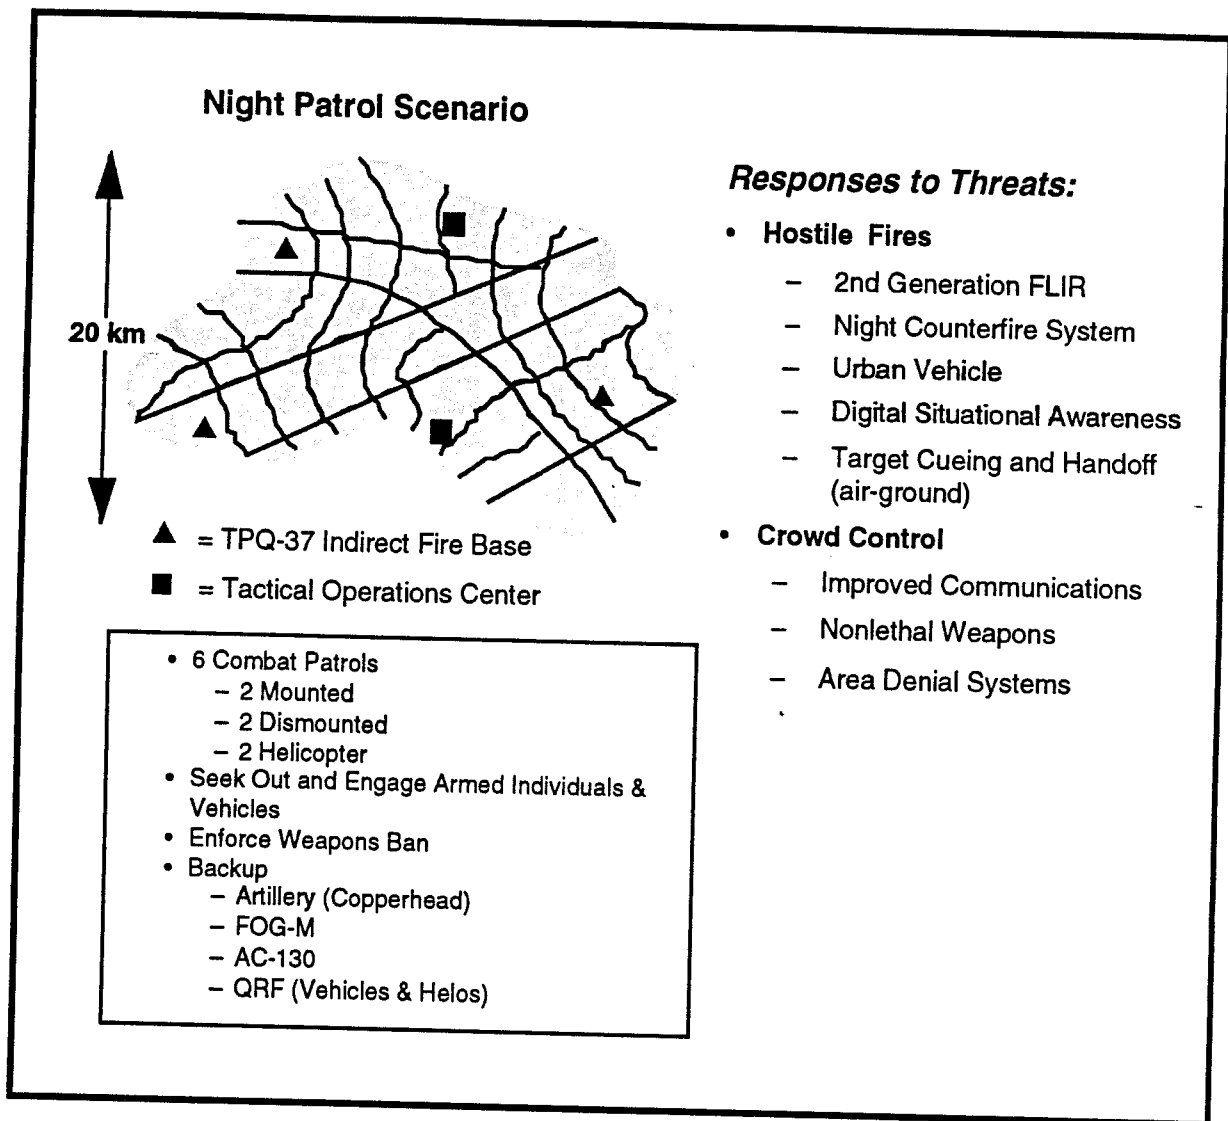 Night Patrol Scenario
20 km
▲ = TPQ-37 Indirect Fire Base
■ = Tactical Operations Center
• 6 Combat Patrols
– 2 Mounted
– 2 Dismounted
– 2 Helicopter
• Seek Out and Engage Armed Individuals &
Vehicles
• Enforce Weapons Ban
• Backup
– Artillery (Copperhead)
– FOG-M
– AC-130
– QRF (Vehicles & Helos)
Responses to Threats:
• Hostile Fires
– 2nd Generation FLIR
– Night Counterfire System
– Urban Vehicle
– Digital Situational Awareness
– Target Cueing and Handoff
(air-ground)
• Crowd Control
– Improved Communications
– Nonlethal Weapons
– Area Denial Systems